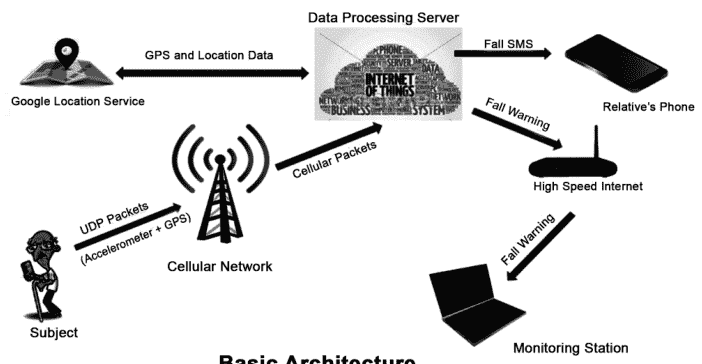 Data Processing Server
GPS and Location Data
Fall SMS
Google Location Service
Relative's Phone
PHONE
SERVER
DATA
INTERNET
OF THINGS
NETWORK
BUSINESS
SYSTEM
Fall Warning
Cellular Packets
High Speed Internet
UDP Packets
(Accelerometer + GPS)
Cellular Network
Fall Warning
Subject
Monitoring Station
Basic Architecture